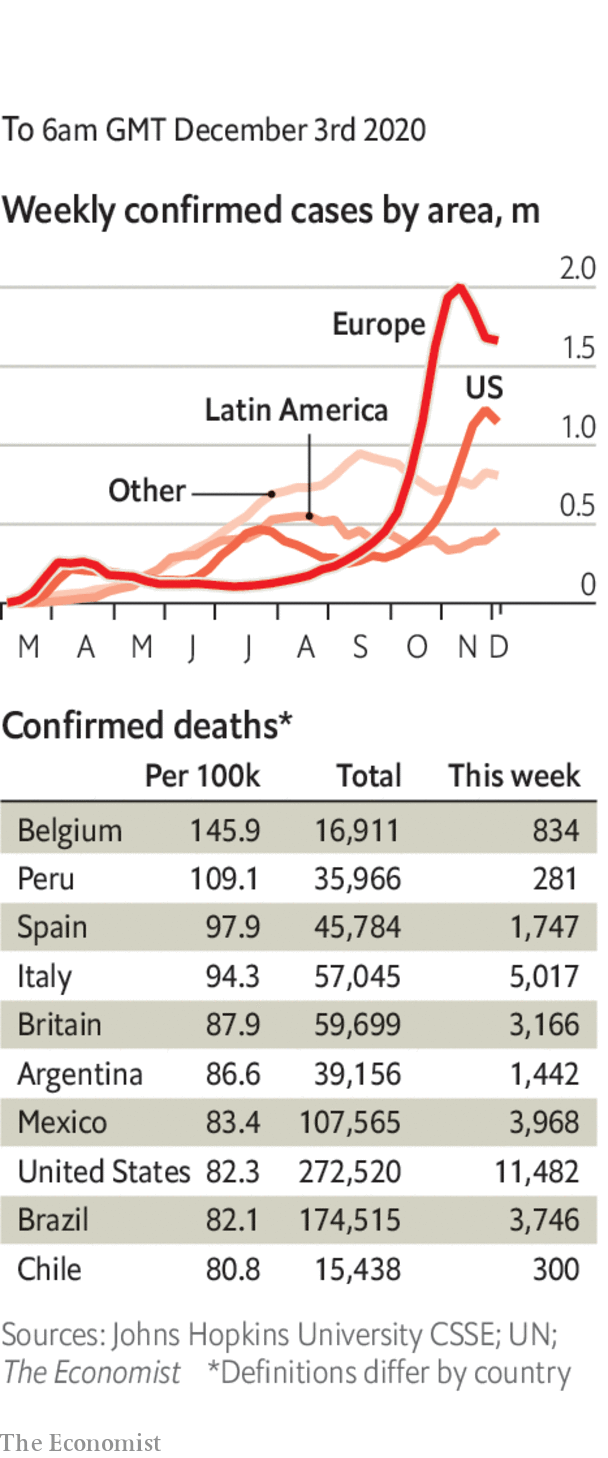 To 6am GMT December 3rd 2020
Weekly confirmed cases by area, m
2.0
Europe
1.5
US
Latin America
1.0
Other
0.5
0
M A M J J A S O N D
Confirmed deaths*
Per 100k Total This week
Belgium 145.9 16,911 834
Peru 109.1 35,966 281
Spain 97.9 45,784 1,747
Italy 94.3 57,045 5,017
Britain 87.9 59,699 3,166
Argentina 86.6 39,156 1,442
Mexico 83.4 107,565 3,968
United States 82.3 272,520 11,482
Brazil 82.1 174,515 3,746
Chile 80.8 15,438 300
Sources: Johns Hopkins University CSSE; UN;
The Economist *Definitions differ by country
The Economist